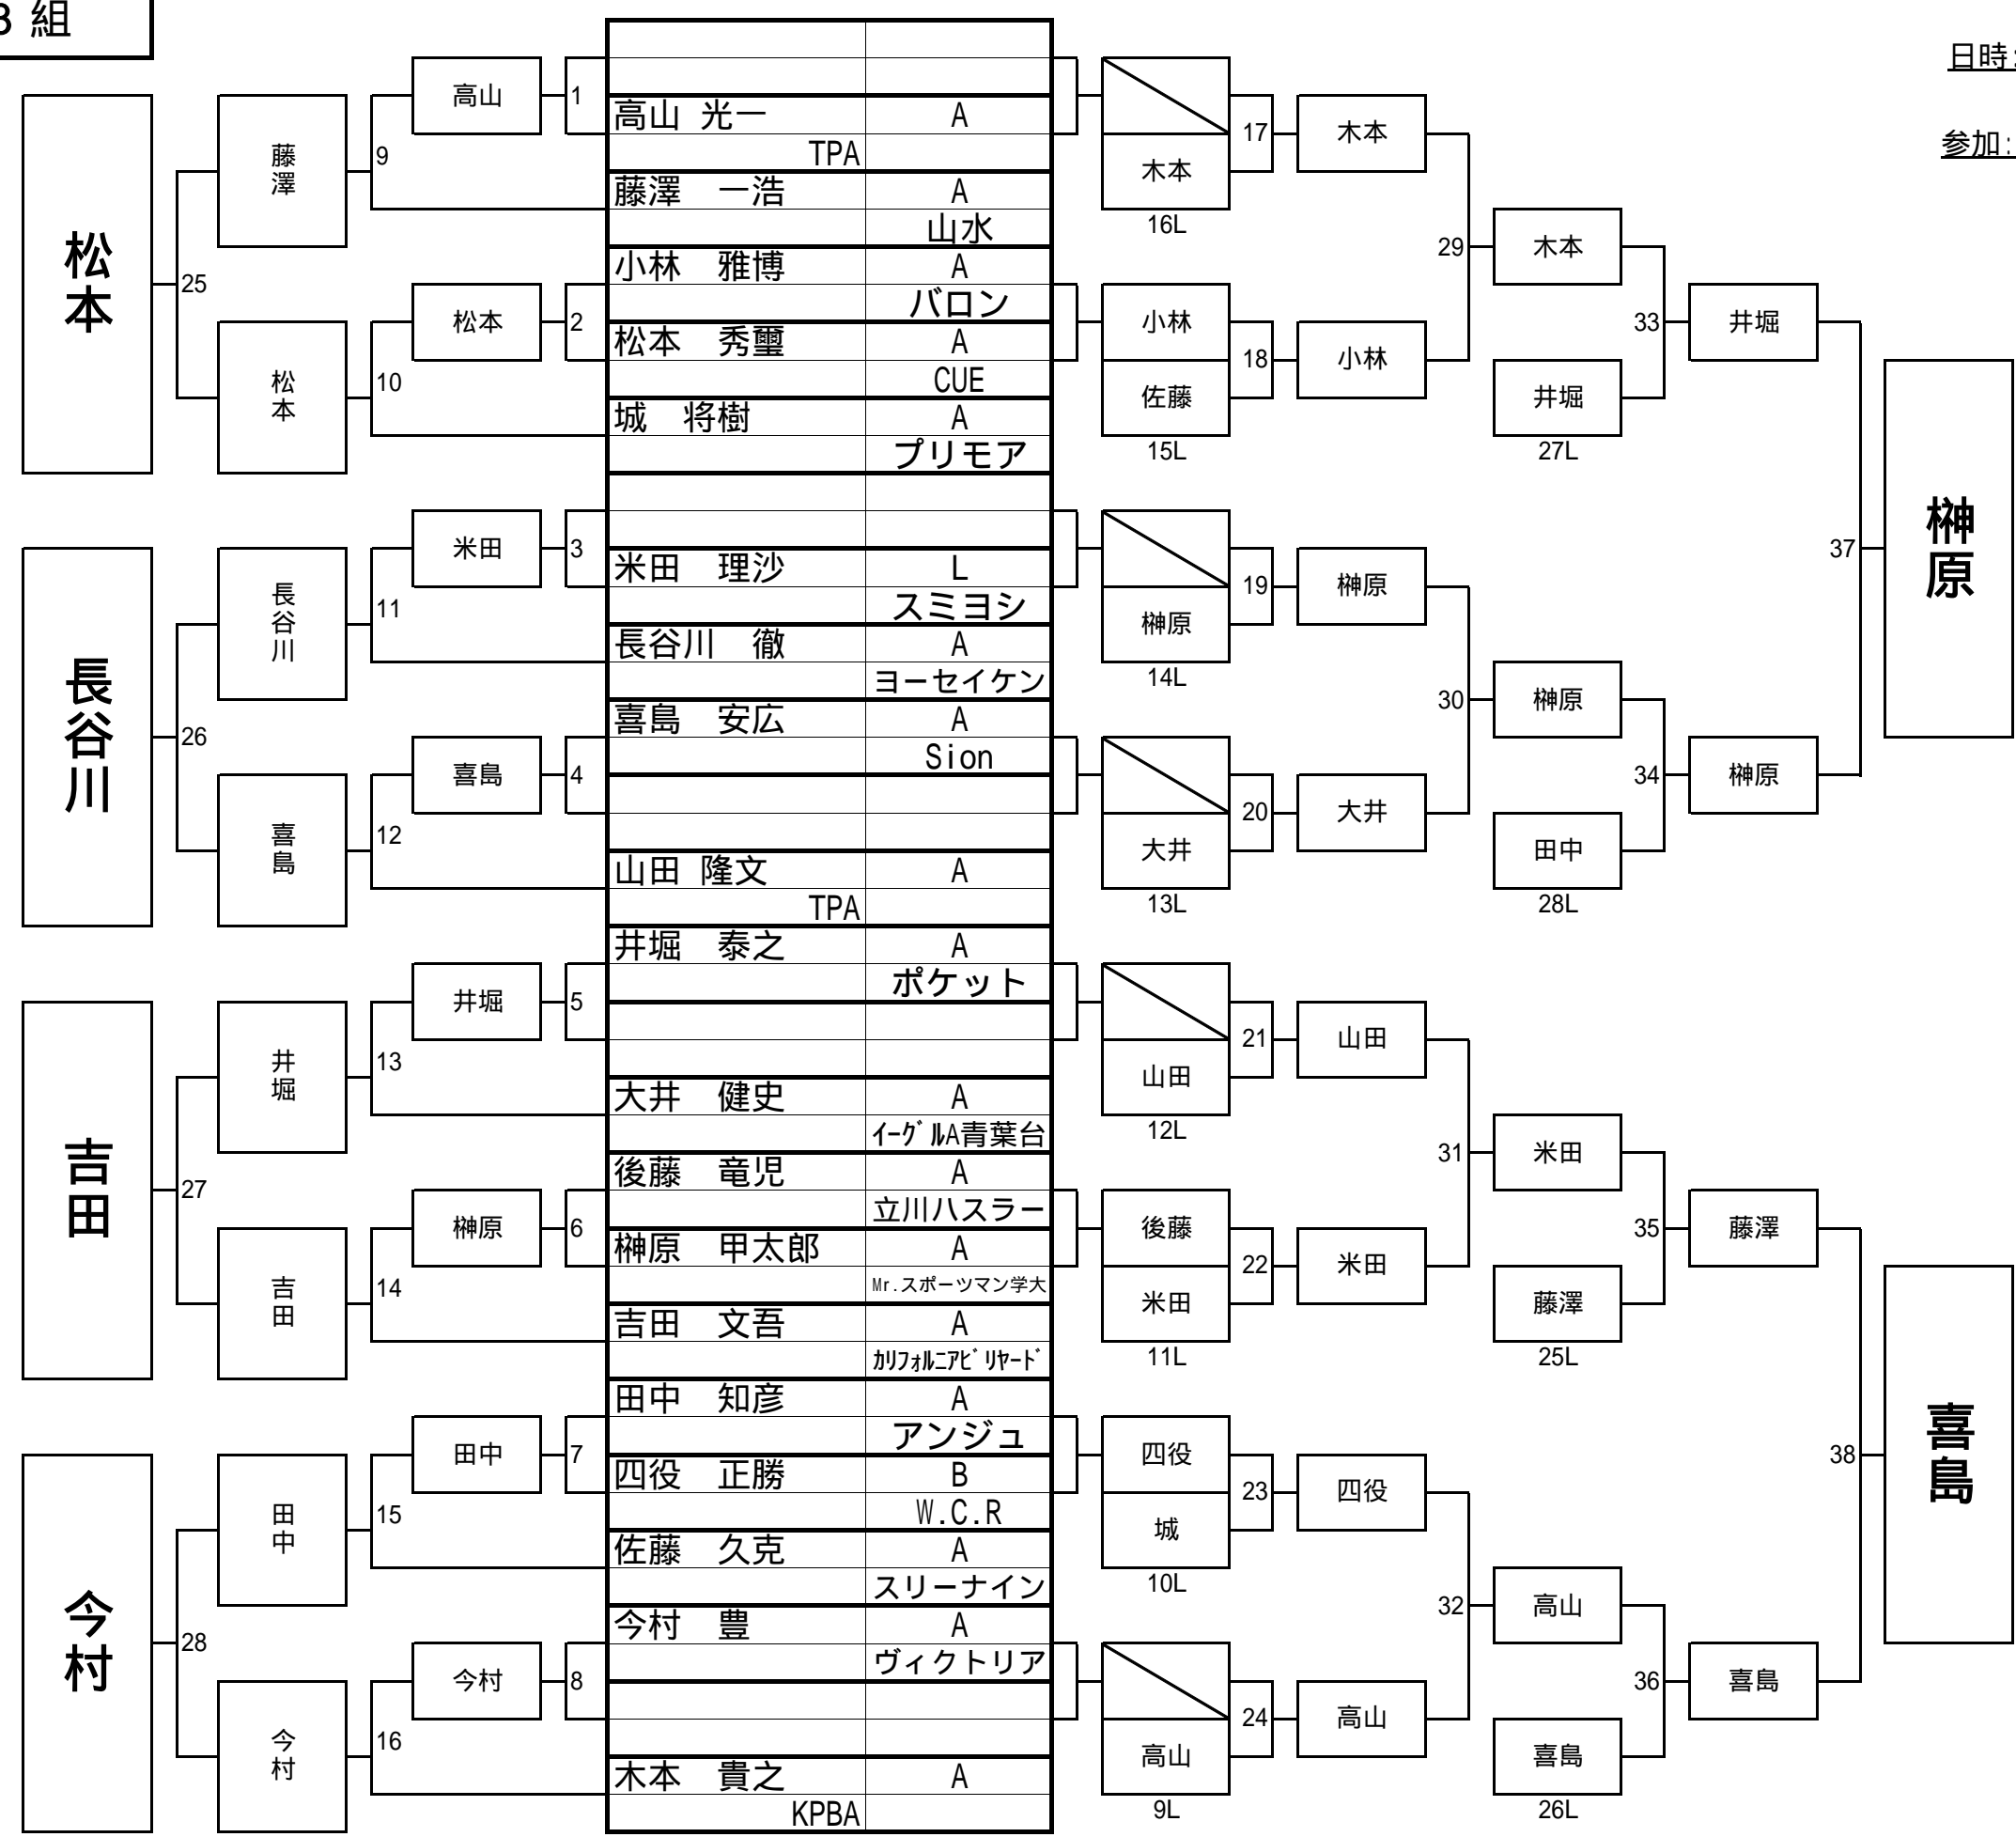 3 組
日時:
参加:
松本
長谷川
吉田
今村
25
26
27
28
藤澤
松本
長谷川
喜島
井堀
吉田
田中
今村
9
10
11
12
13
14
15
16
高山
松本
米田
喜島
井堀
榊原
田中
今村
1
2
3
4
5
6
7
8
高山 光一 A
TPA
藤澤 一浩 A
山水
小林 雅博 A
バロン
松本 秀璽 A
CUE
城 将樹 A
プリモア
米田 理沙 L
スミヨシ
長谷川 徹 A
ヨーセイケン
喜島 安広 A
Sion
山田 隆文 A
TPA
井堀 泰之 A
ポケット
大井 健史 A
イーグルA青葉台
後藤 竜児 A
立川ハスラー
榊原 甲太郎 A
Mr.スポーツマン学大
吉田 文吾 A
カリフォルニアビリヤード
田中 知彦 A
アンジュ
四役 正勝 B
W.C.R
佐藤 久克 A
スリーナイン
今村 豊 A
ヴィクトリア
木本 貴之 A
KPBA
木本
16L
小林
佐藤
15L
榊原
14L
大井
13L
山田
12L
後藤
米田
11L
四役
城
10L
高山
9L
17
18
19
20
21
22
23
24
木本
小林
榊原
大井
山田
米田
四役
高山
29
30
31
32
木本
井堀
27L
榊原
田中
28L
米田
藤澤
25L
高山
喜島
26L
33
34
35
36
井堀
榊原
藤澤
喜島
37
38
榊原
喜島